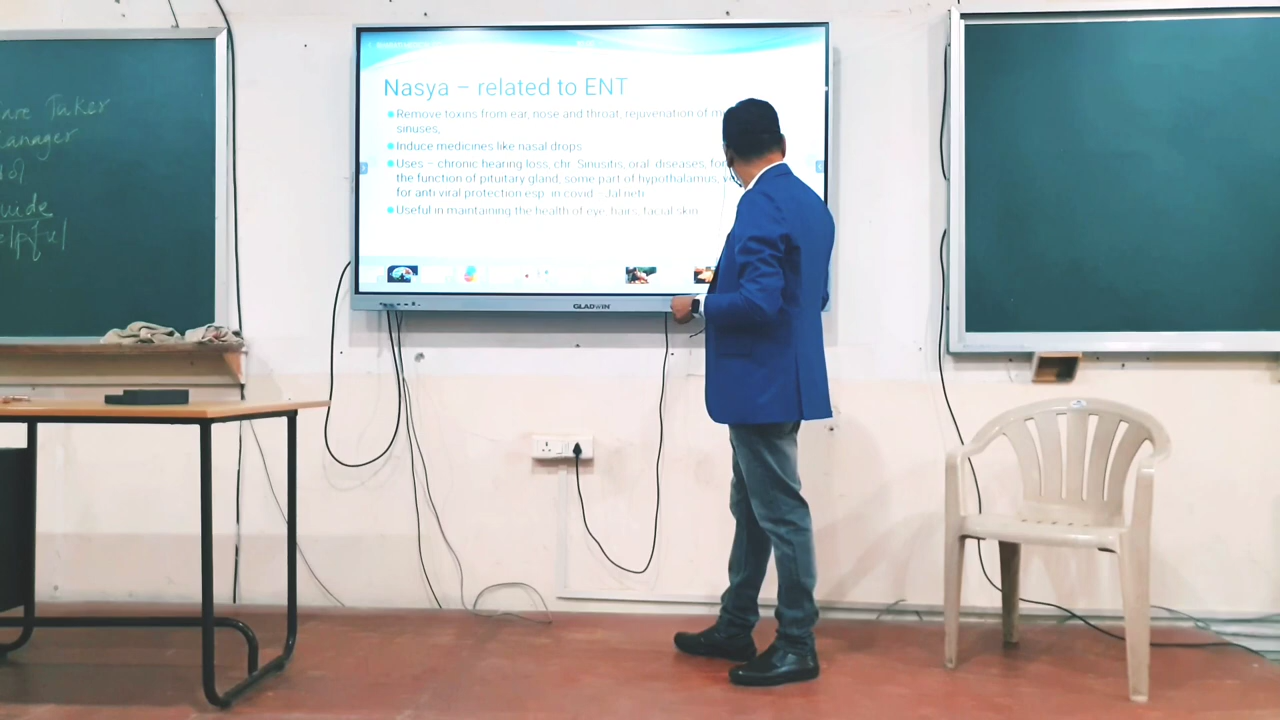 Taker
anager
uide
elpful
Nasya – related to ENT
Remove toxins from ear, nose and throat, rejuvenation of
sinuses,
Induce medicines like nasal drops
Uses – chronic hearing loss, chr. Sinusitis, oral diseases, for
the function of pituitary gland, some part of hypothalamus,
for anti viral protection esp. in covid – Jal neti
Useful in maintaining the health of eye, hairs, facial skin
GLADWIN